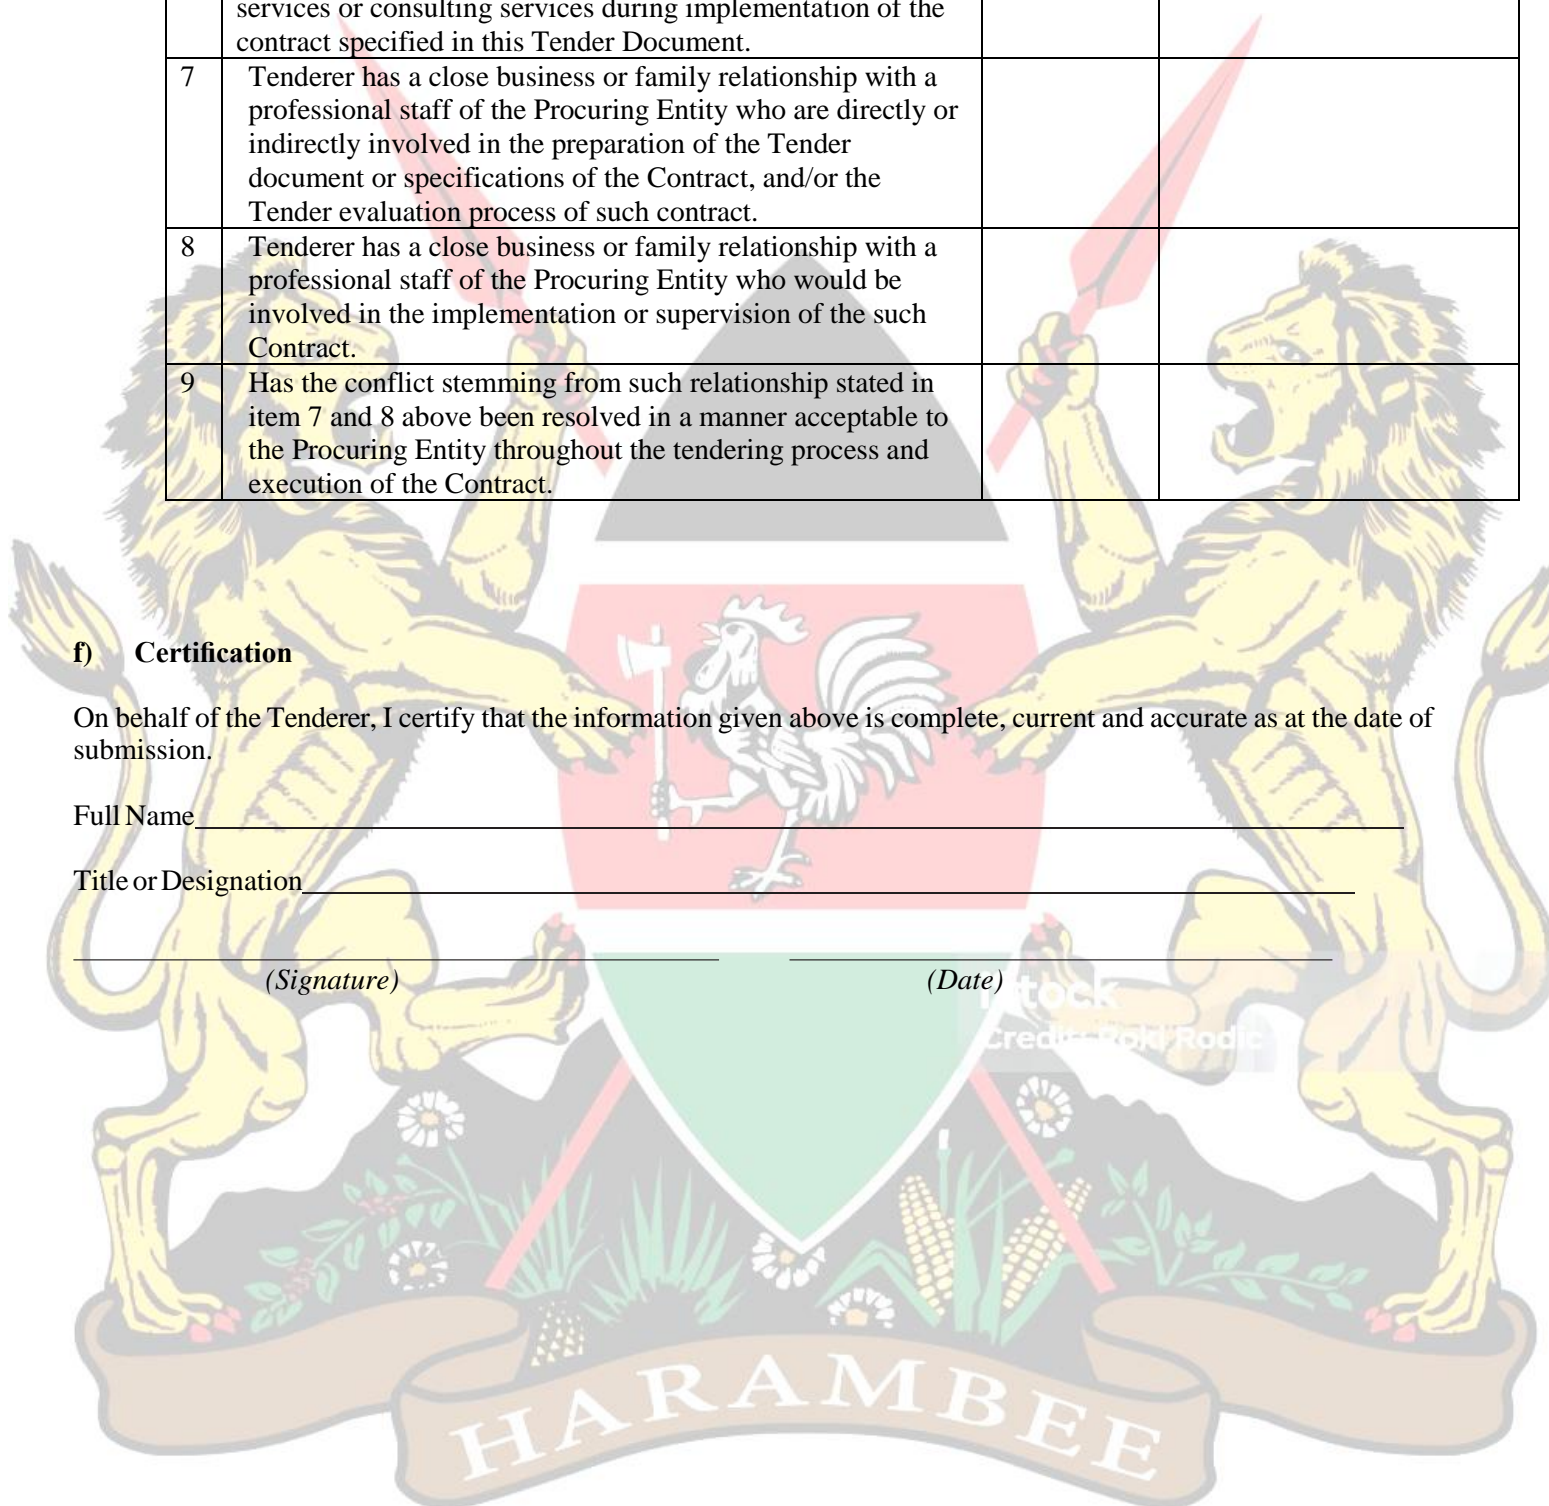 services or consulting services during implementation of the
contract specified in this Tender Document.
7 Tenderer has a close business or family relationship with a
professional staff of the Procuring Entity who are directly or
indirectly involved in the preparation of the Tender
document or specifications of the Contract, and/or the
Tender evaluation process of such contract.
8 Tenderer has a close business or family relationship with a
professional staff of the Procuring Entity who would be
involved in the implementation or supervision of the such
Contract.
9 Has the conflict stemming from such relationship stated in
item 7 and 8 above been resolved in a manner acceptable to
the Procuring Entity throughout the tendering process and
execution of the Contract.
f) Certification
On behalf of the Tenderer, I certify that the information given above is complete, current and accurate as at the date of
submission.
Full Name
Title or Designation
(Signature) (Date)
iStock
Credit: Roki Rodic
HARAMBEE